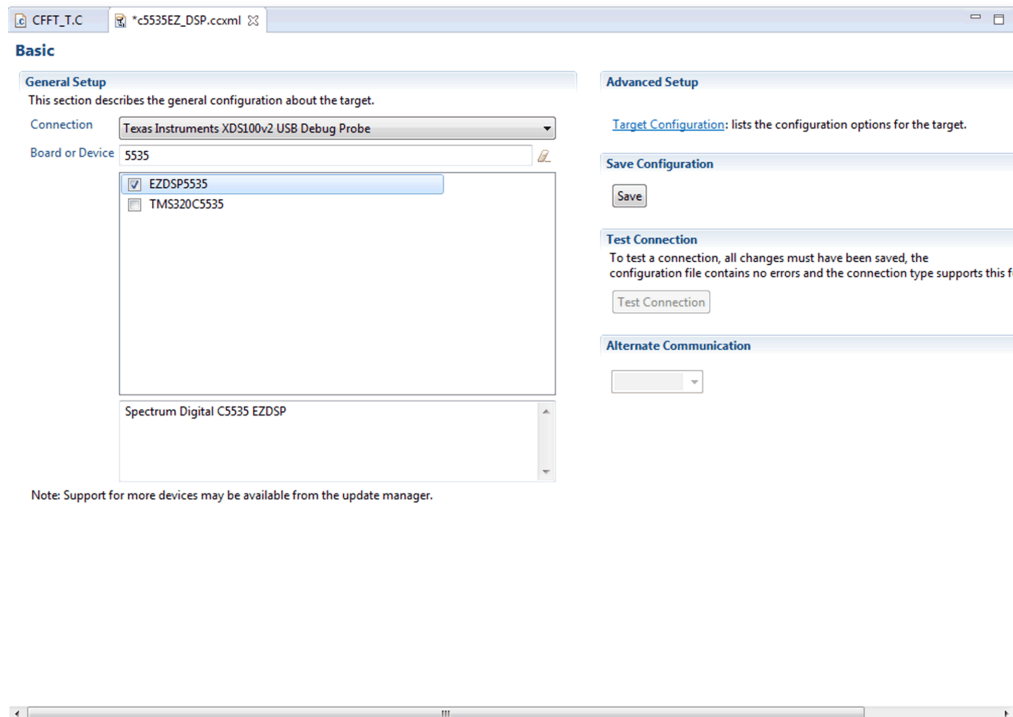 CFFT_T.C
*c5535EZ_DSP.ccxml
Basic
General Setup
This section describes the general configuration about the target.
Connection
Texas Instruments XDS100v2 USB Debug Probe
Board or Device
5535
EZDSP5535
TMS320C5535
Spectrum Digital C5535 EZDSP
Note: Support for more devices may be available from the update manager.
Advanced Setup
Target Configuration: lists the configuration options for the target.
Save Configuration
Save
Test Connection
To test a connection, all changes must have been saved, the
configuration file contains no errors and the connection type supports this f
Test Connection
Alternate Communication